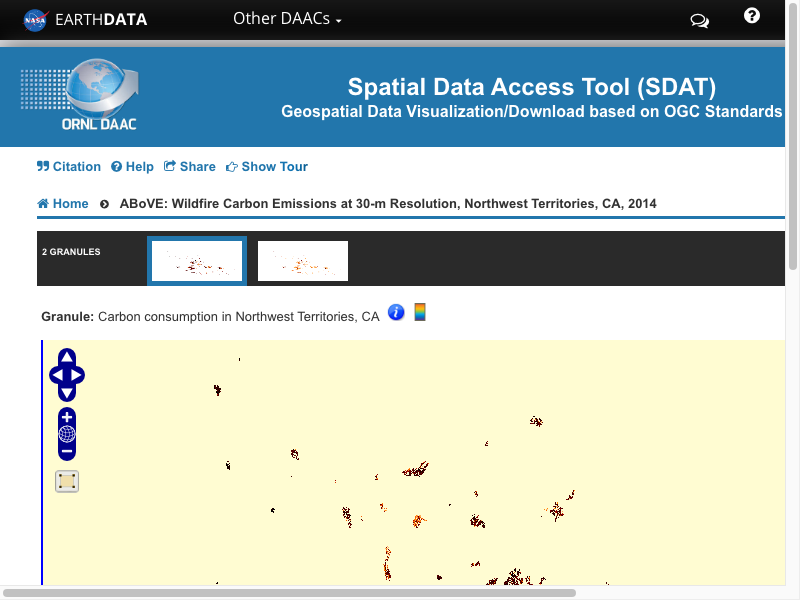 NASA EARTHDATA Other DAACs ?
ORNL DAAC
Spatial Data Access Tool (SDAT)
Geospatial Data Visualization/Download based on OGC Standards
Citation Help Share Show Tour
Home ABoVE: Wildfire Carbon Emissions at 30-m Resolution, Northwest Territories, CA, 2014
2 GRANULES
Granule: Carbon consumption in Northwest Territories, CA i